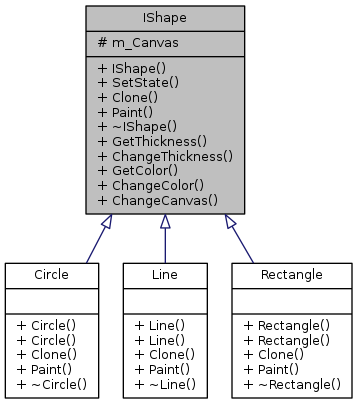 IShape
# m_Canvas
+ IShape()
+ SetState()
+ Clone()
+ Paint()
+ ~IShape()
+ GetThickness()
+ ChangeThickness()
+ GetColor()
+ ChangeColor()
+ ChangeCanvas()
Circle
+ Circle()
+ Circle()
+ Clone()
+ Paint()
+ ~Circle()
Line
+ Line()
+ Line()
+ Clone()
+ Paint()
+ ~Line()
Rectangle
+ Rectangle()
+ Rectangle()
+ Clone()
+ Paint()
+ ~Rectangle()